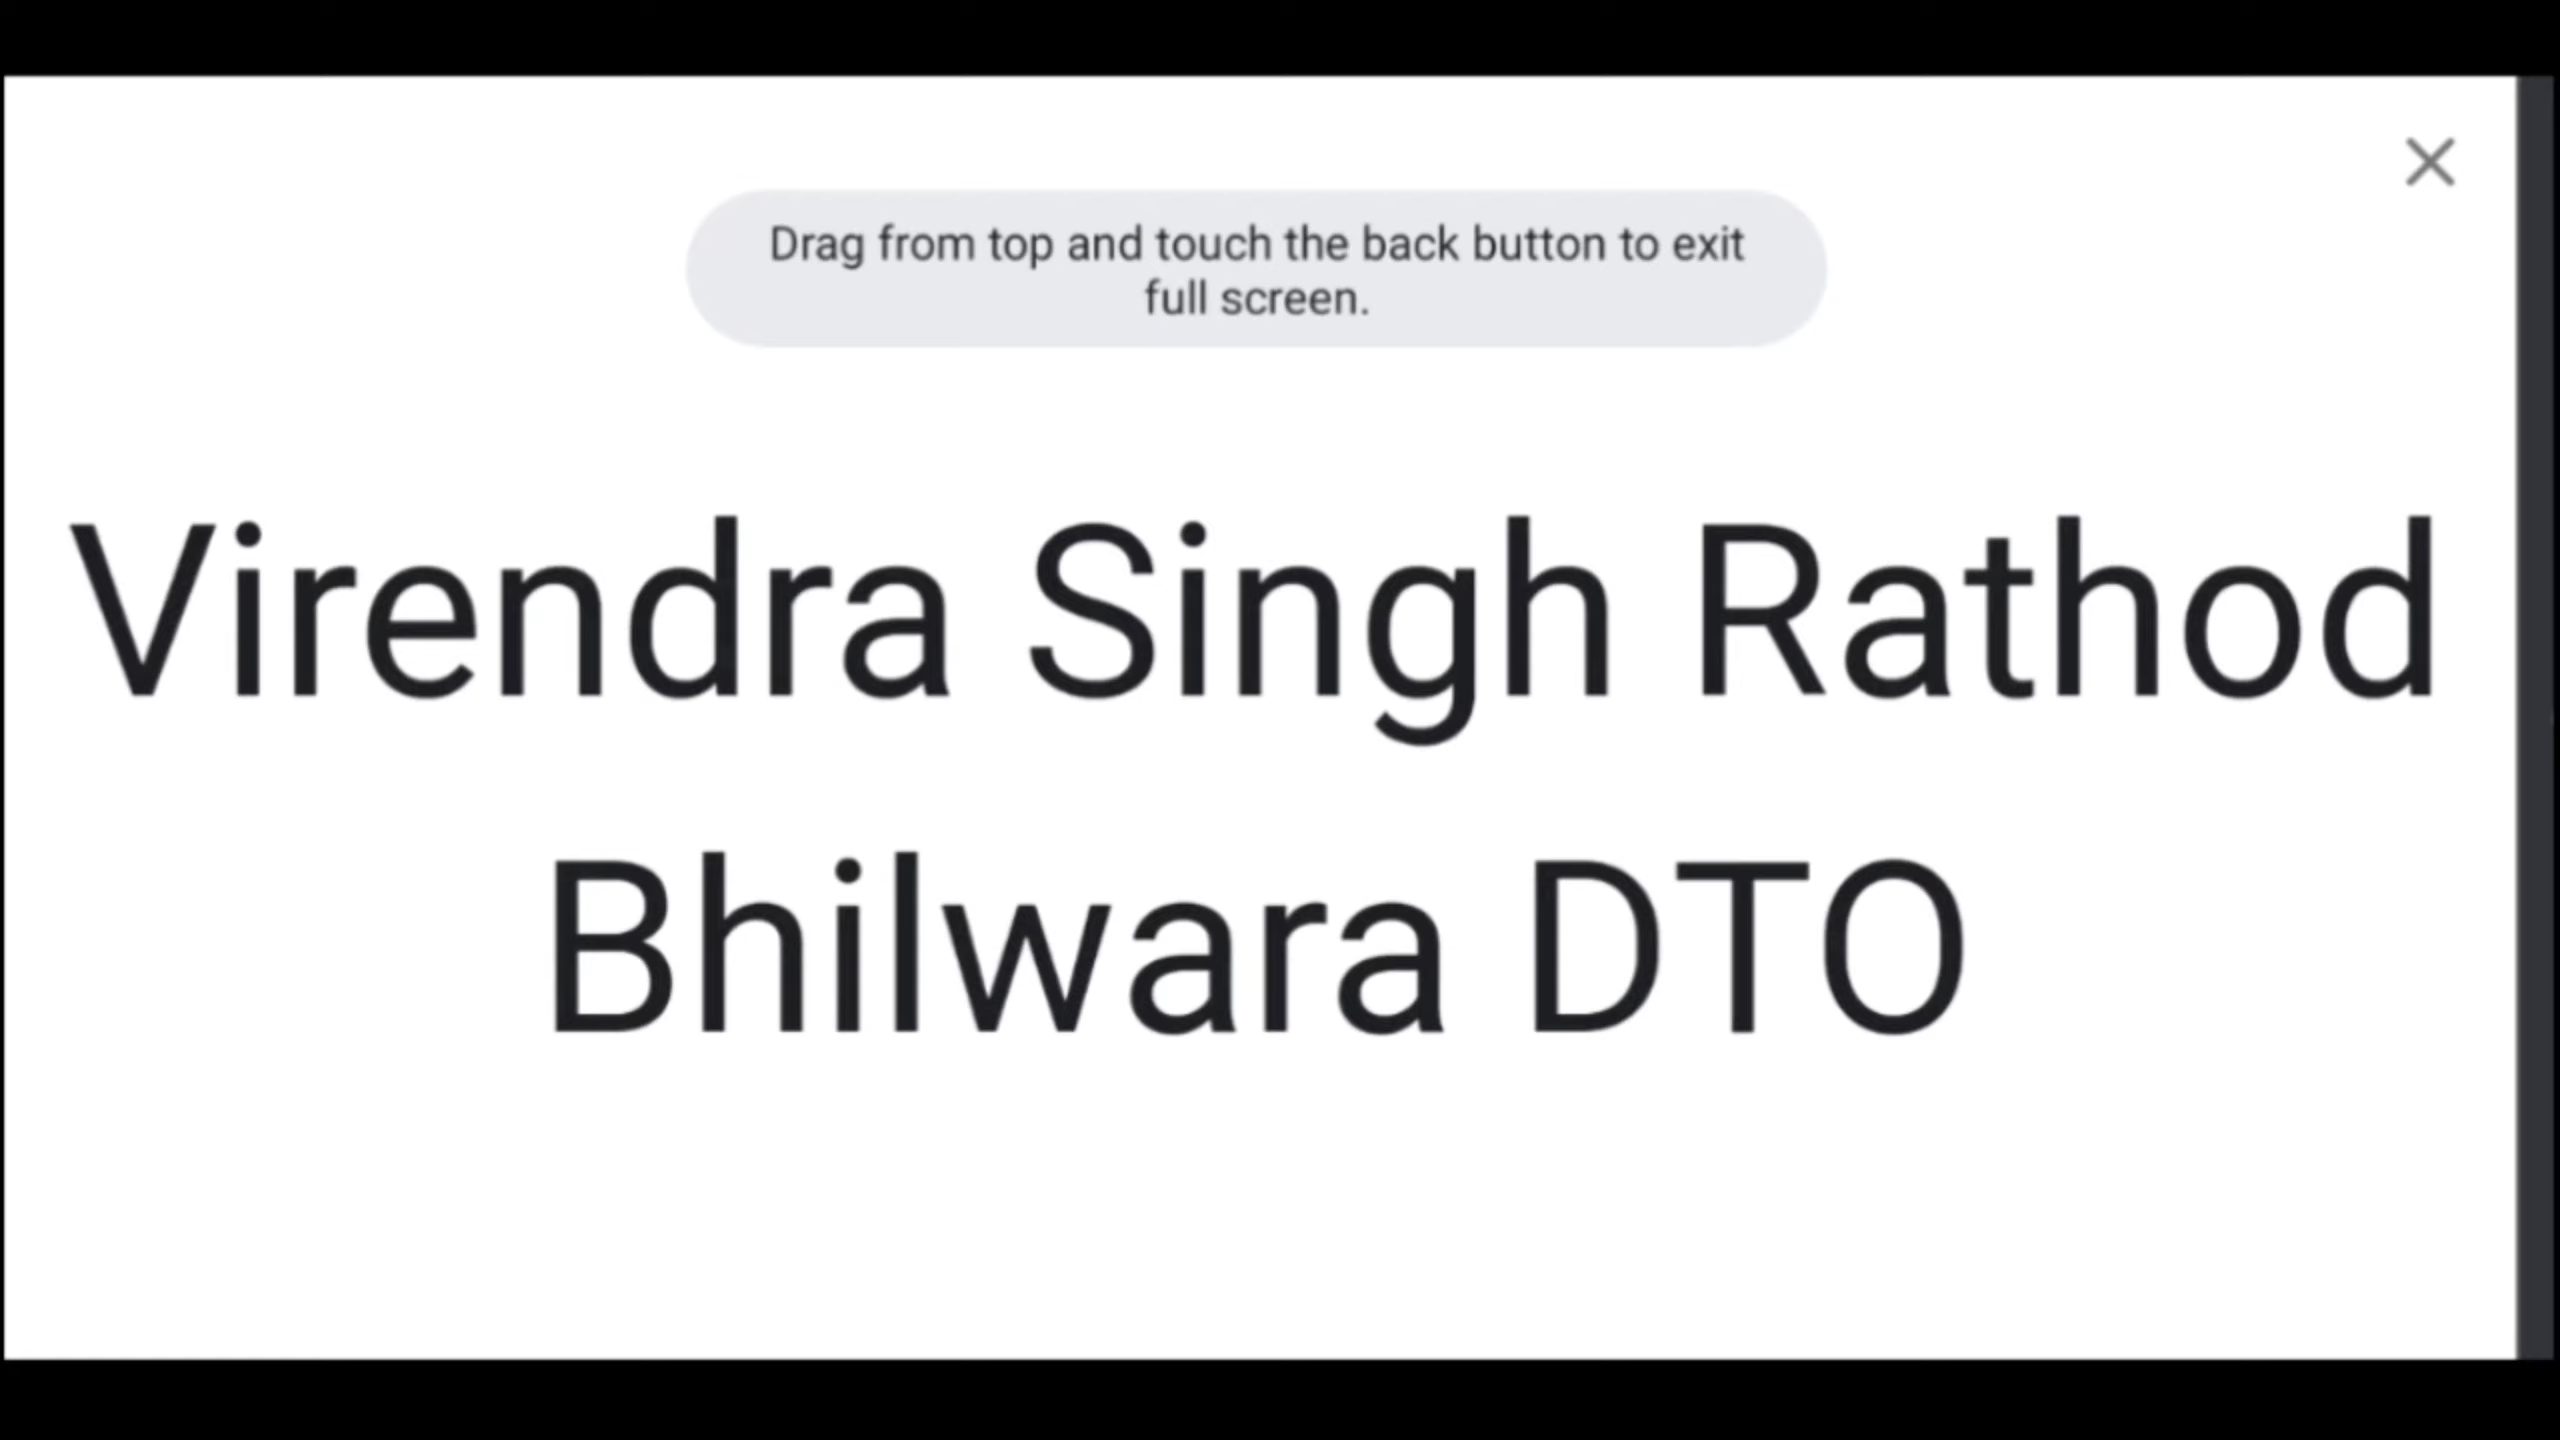 Drag from top and touch the back button to exit
full screen.
Virendra Singh Rathod
Bhilwara DTO